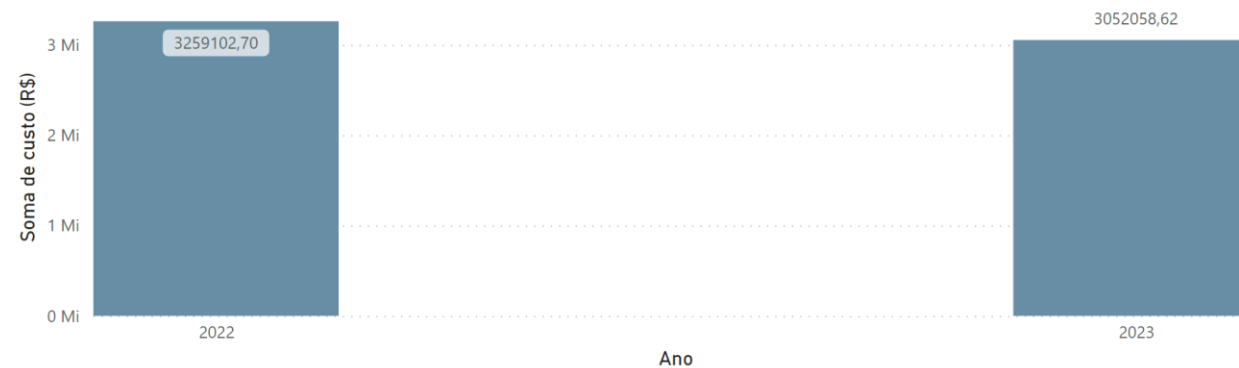 3052058,62
3 Mi
3259102,70
Soma de custo (R$)
2 Mi
1 Mi
0 Mi
2022
2023
Ano